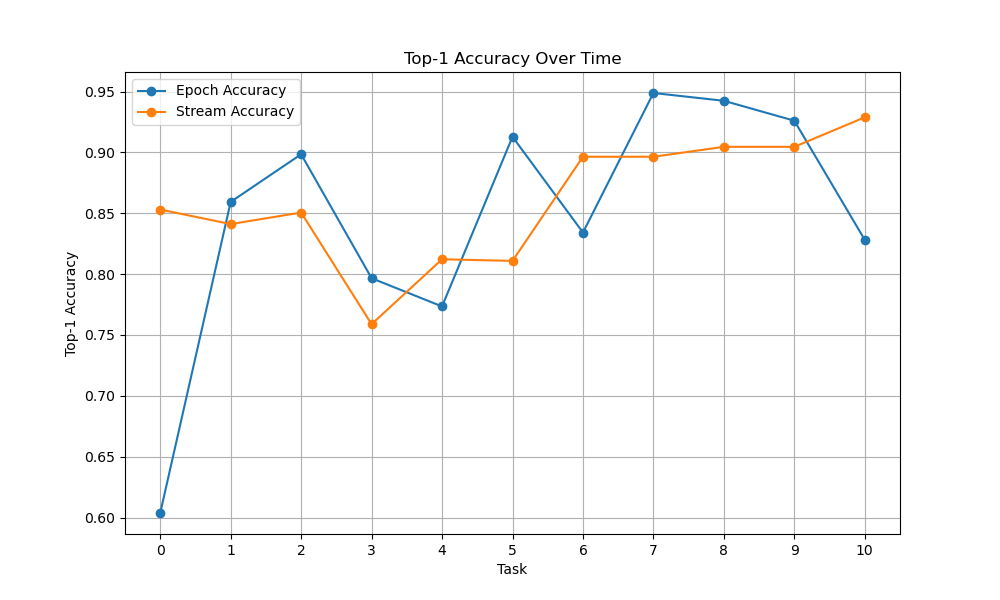 Top-1 Accuracy Over Time
Epoch Accuracy
Stream Accuracy
Top-1 Accuracy
0.95
0.90
0.85
0.80
0.75
0.70
0.65
0.60
0 1 2 3 4 5 6 7 8 9 10
Task